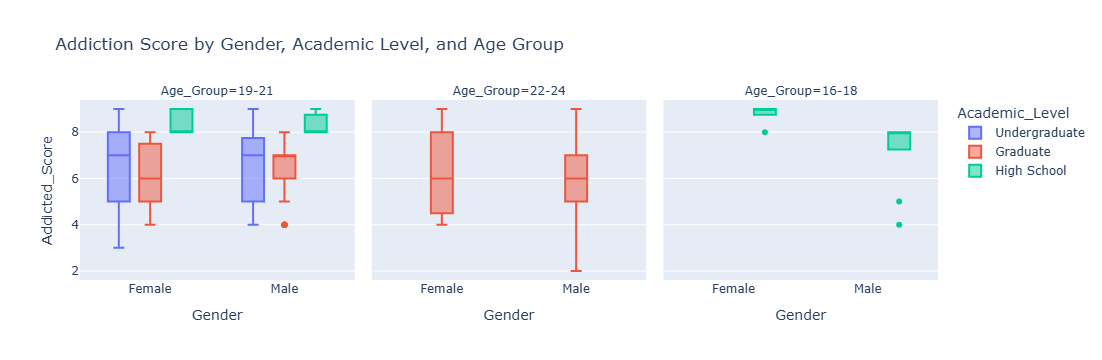 Addiction Score by Gender, Academic Level, and Age Group
Age_Group=19-21
Age_Group=22-24
Age_Group=16-18
Academic_Level
Undergraduate
Graduate
High School
Addicted_Score
8
6
4
2
Female
Male
Female
Male
Female
Male
Gender
Gender
Gender